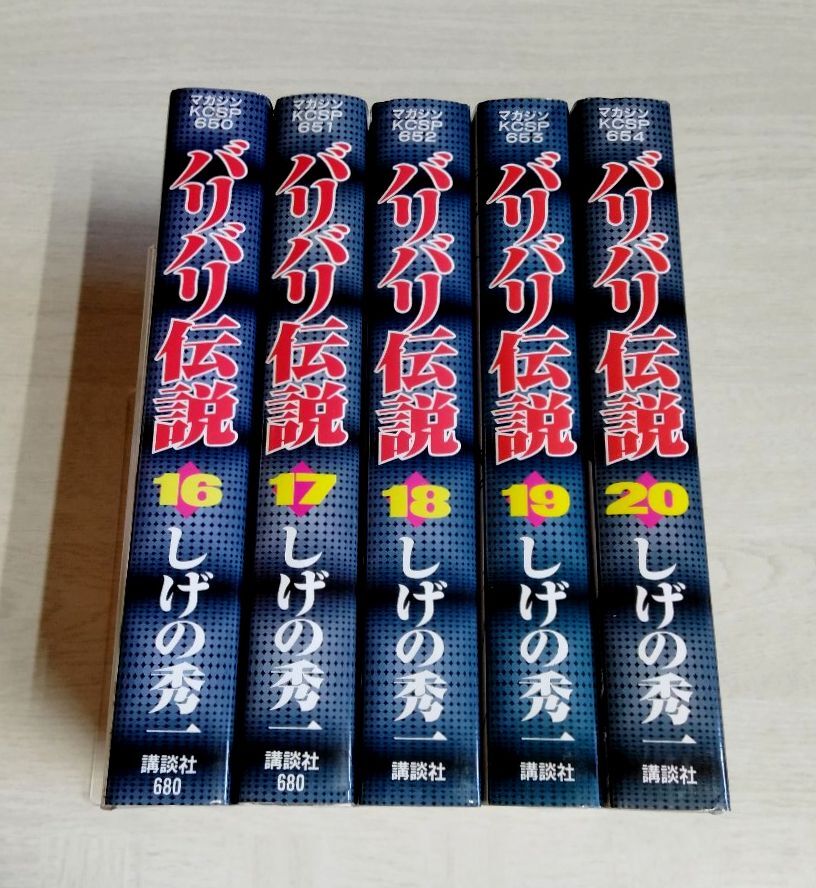 マガジン
KCSP
650
バリバリ伝説
16
しげの秀一
講談社
680
マガジン
KCSP
651
バリバリ伝説
17
しげの秀一
講談社
680
マガジン
KCSP
652
バリバリ伝説
18
しげの秀一
講談社
マガジン
KCSP
653
バリバリ伝説
19
しげの秀一
講談社
マガジン
KCSP
654
バリバリ伝説
20
しげの秀一
講談社